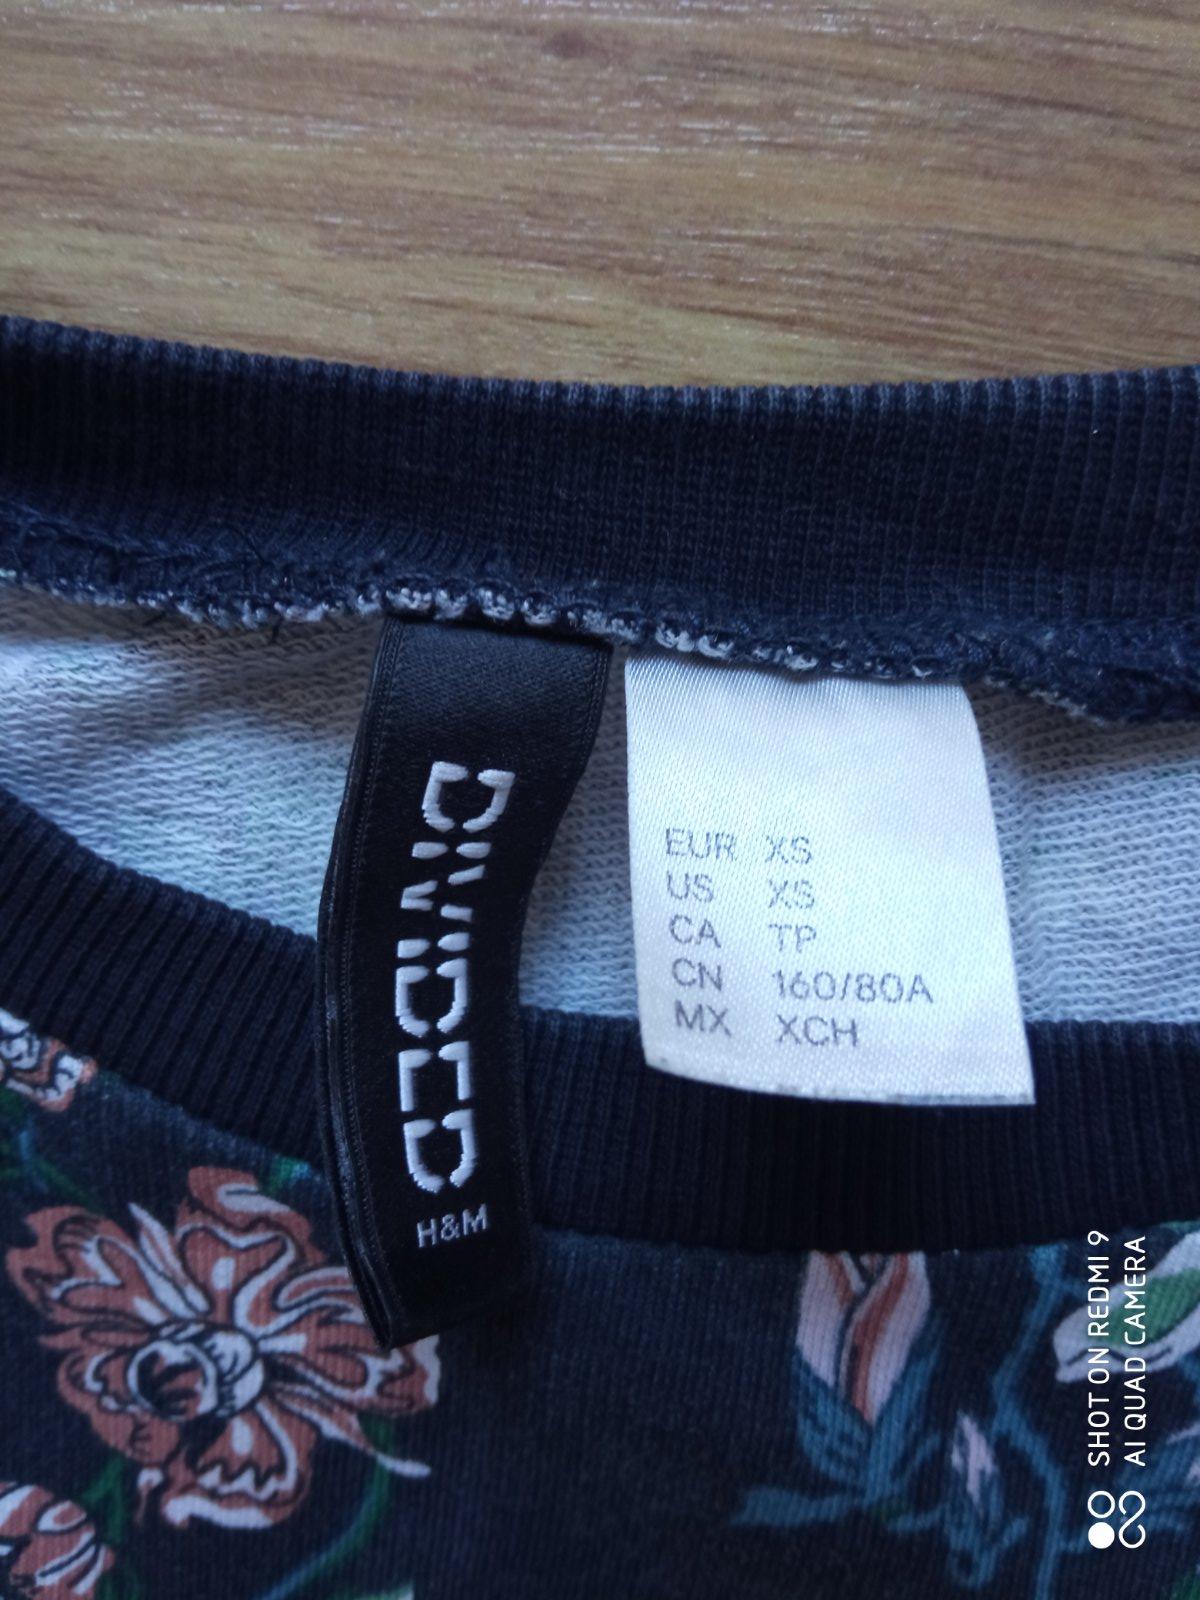 DIVIDED
H&M
EUR XS
US XS
CA TP
CN 160/80A
MX XCH
SHOT ON REDMI 9
AI QUAD CAMERA